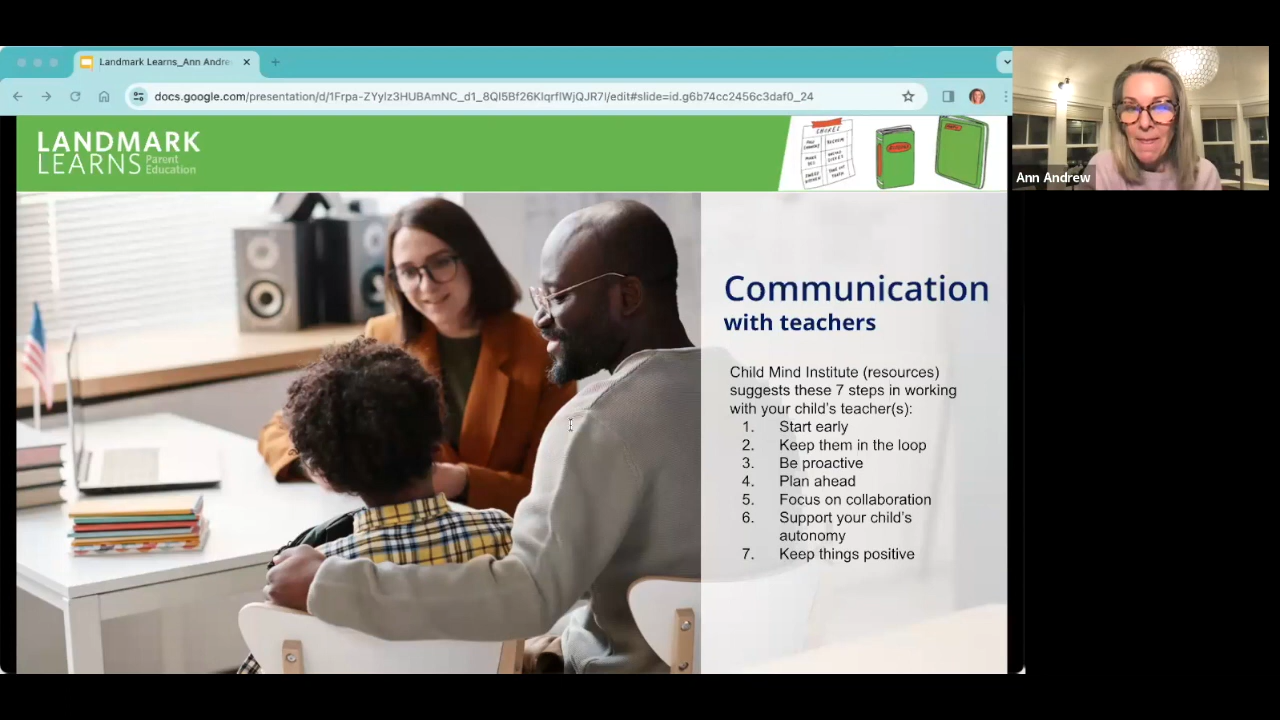 Landmark Learns_Ann Andre
docs.google.com/presentation/d/1Frpa-ZYylz3HUBAmNC_d1_8Ql5Bf26KlqrflWjQJR7I/edit#slide=id.g6b74cc2456c3daf0_24
LANDMARK
LEARNS Parent
Education
CHORES
Ann Andrew
Communication
with teachers
Child Mind Institute (resources)
suggests these 7 steps in working
with your child's teacher(s):
1. Start early
2. Keep them in the loop
3. Be proactive
4. Plan ahead
5. Focus on collaboration
6. Support your child's
autonomy
7. Keep things positive